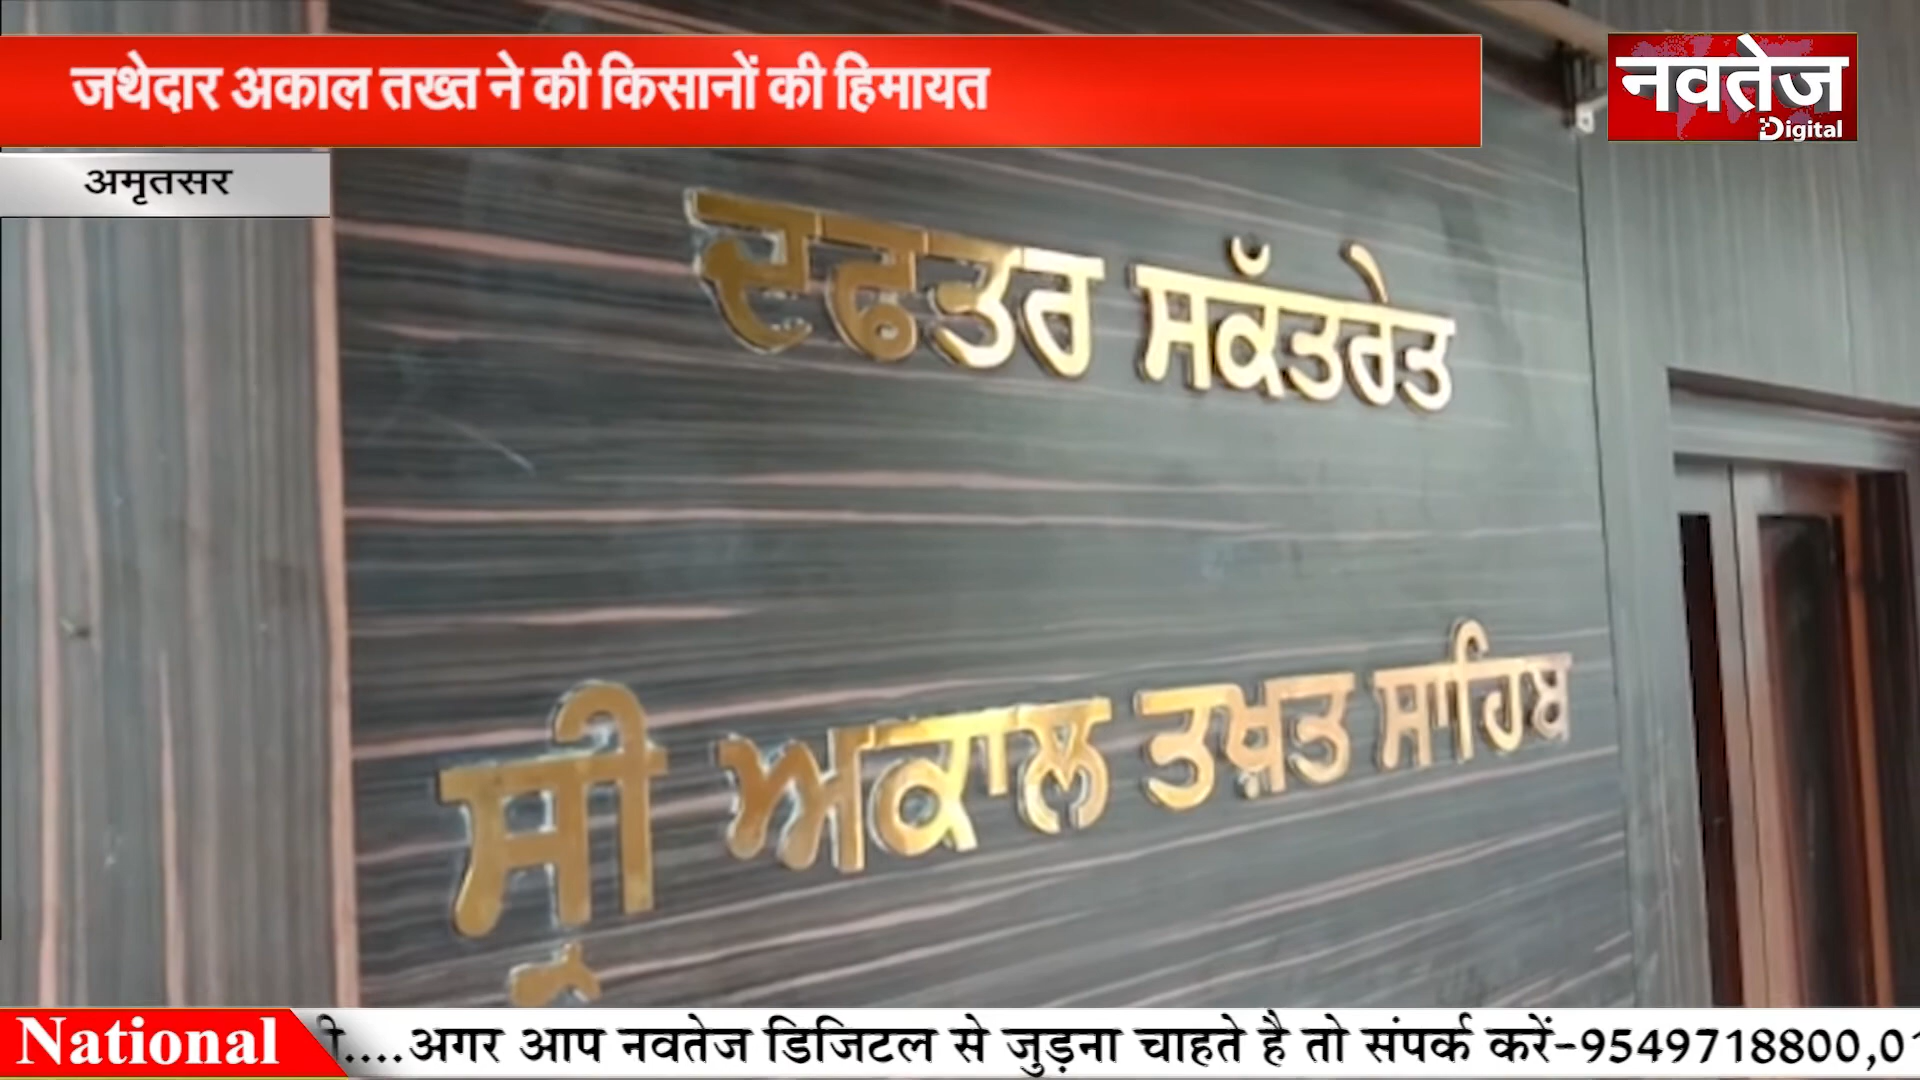 जथेदार अकाल तख्त ने की किसानों की हिमायत
नवतेज
Digital
अमृतसर
ਦਫਤਰ ਸਕੱਤਰੇਤ
ਸ੍ਰੀ ਅਕਾਲ ਤਖ਼ਤ ਸਾਹਿਬ
National
....अगर आप नवतेज डिजिटल से जुड़ना चाहते है तो संपर्क करें-9549718800,01